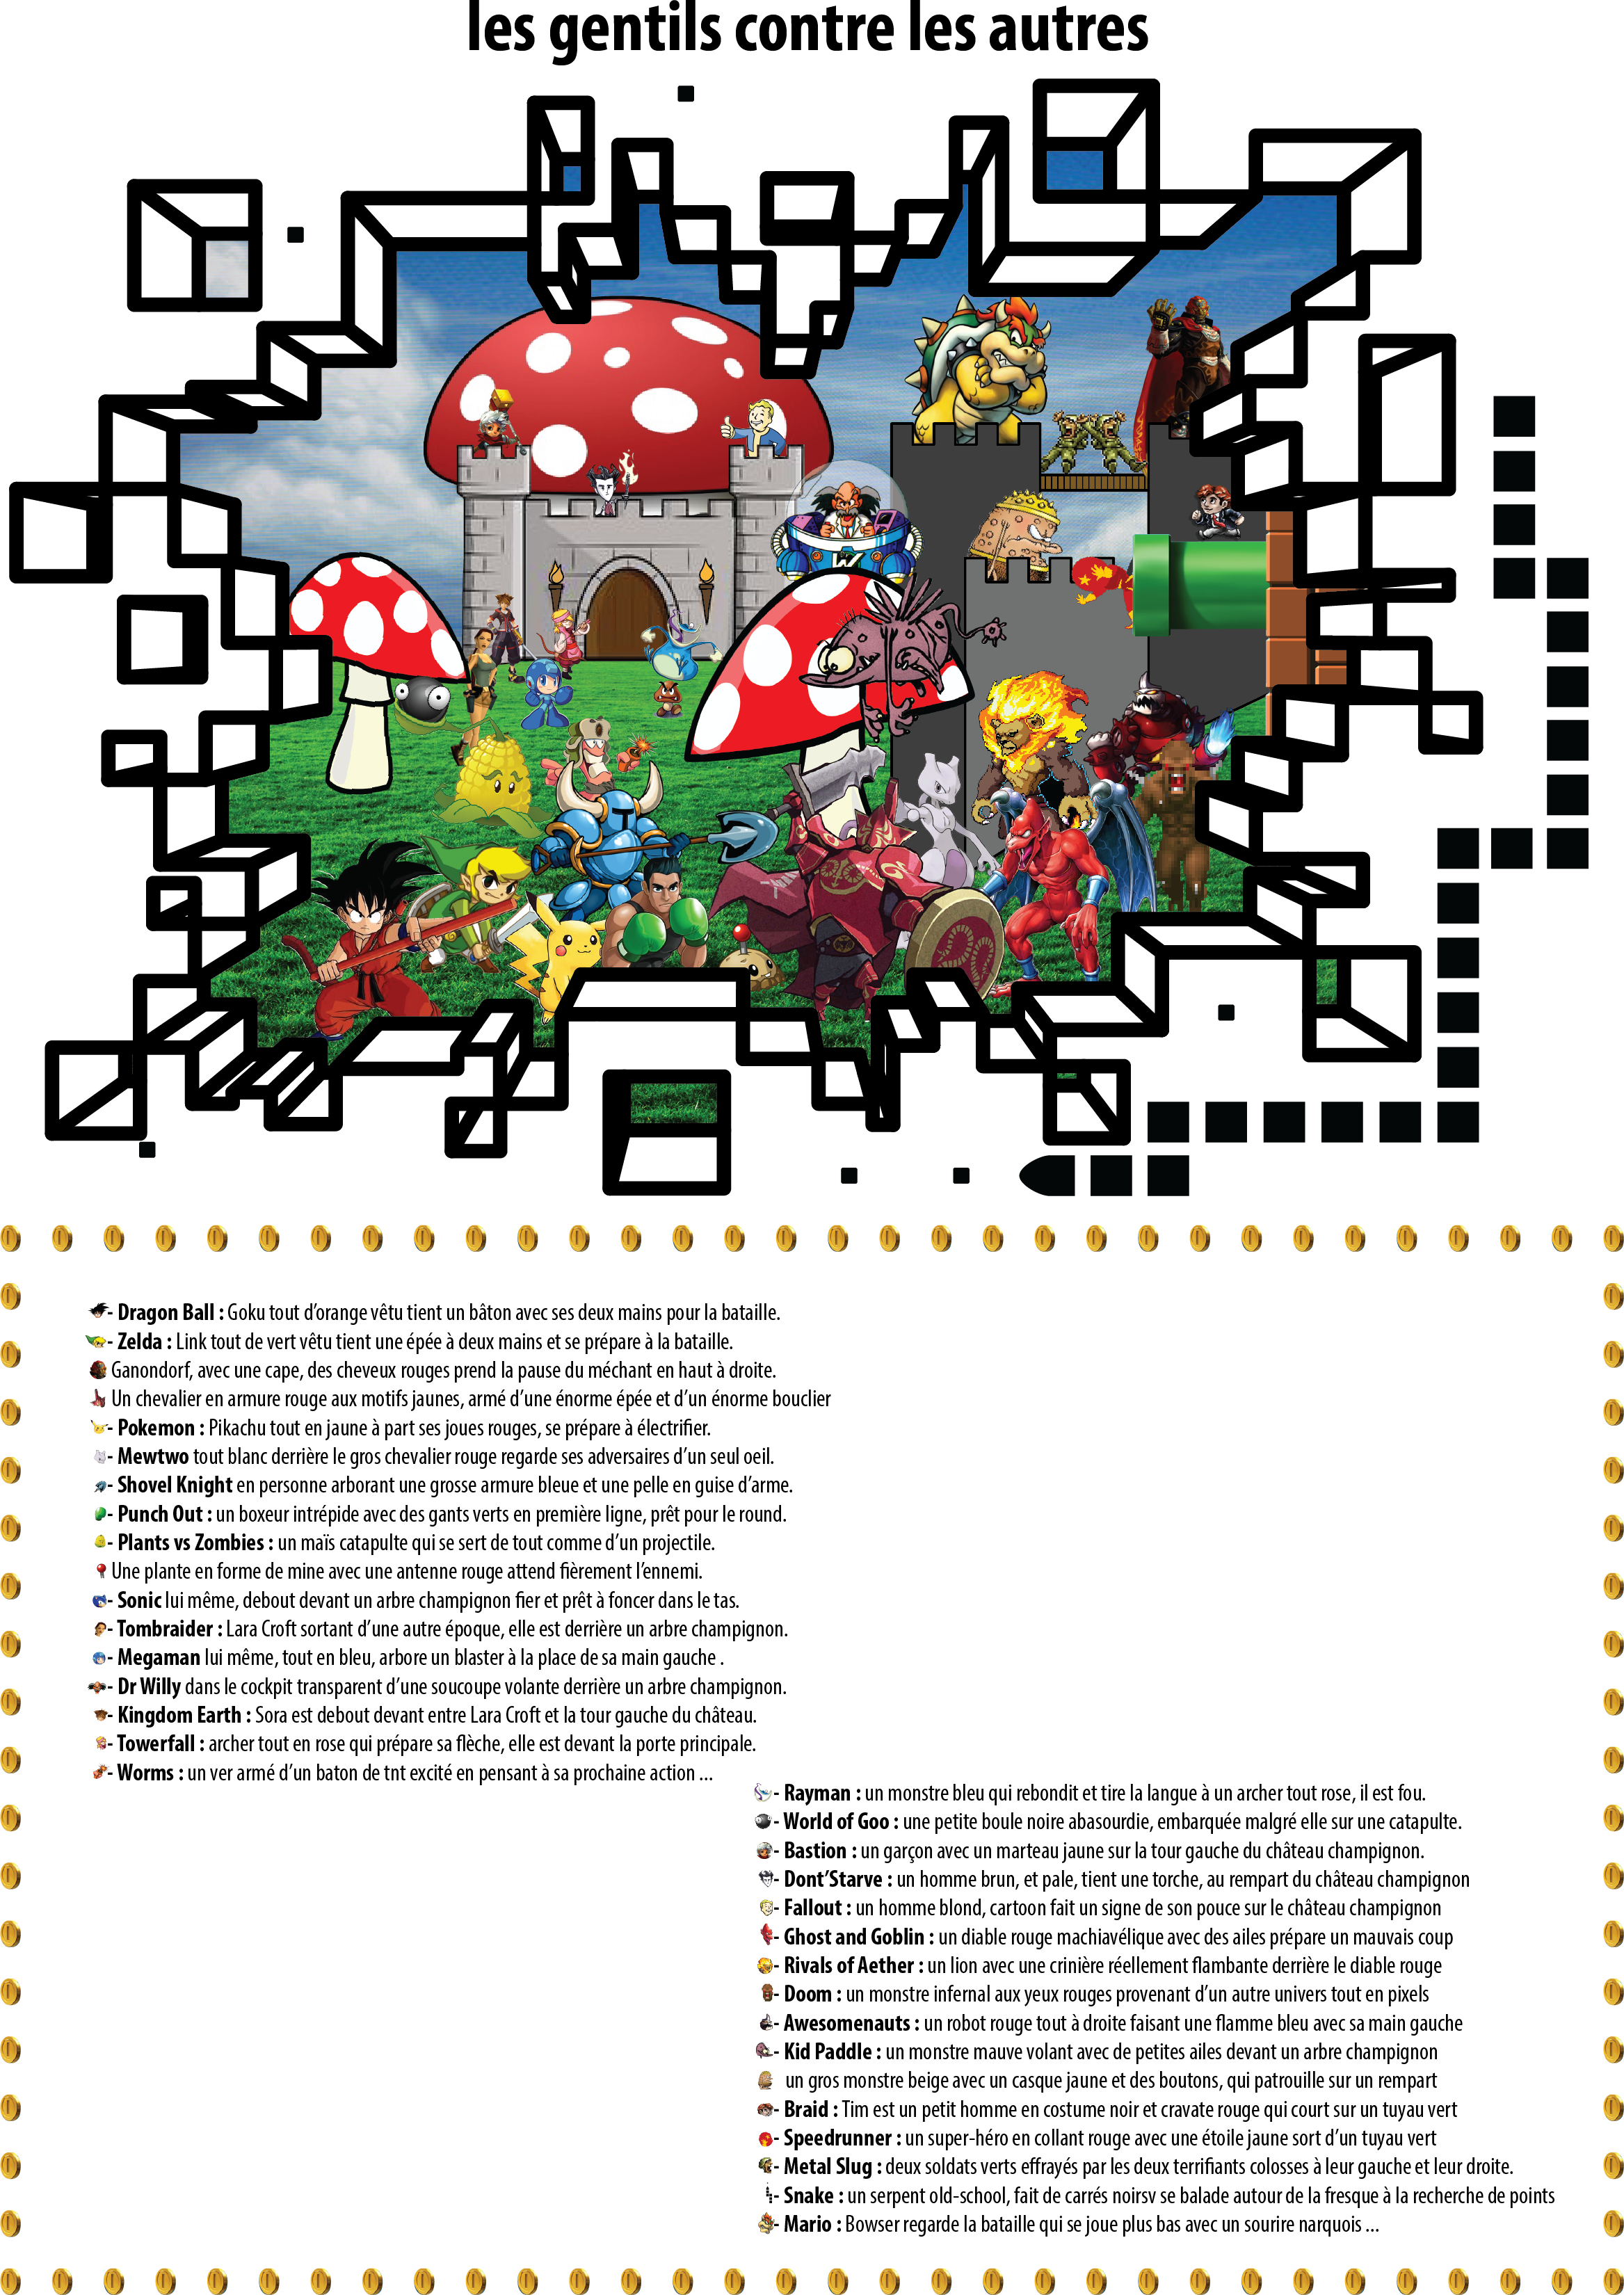 les gentils contre les autres
- Dragon Ball : Goku tout d'orange vêtu tient un bâton avec ses deux mains pour la bataille.
- Zelda : Link tout de vert vêtu tient une épée à deux mains et se prépare à la bataille.
Ganondorf, avec une cape, des cheveux rouges prend la pause du méchant en haut à droite.
Un chevalier en armure rouge aux motifs jaunes, armé d'une énorme épée et d'un énorme bouclier
- Pokemon : Pikachu tout en jaune à part ses joues rouges, se prépare à électrifier.
- Mewtwo tout blanc derrière le gros chevalier rouge regarde ses adversaires d'un seul oeil.
- Shovel Knight en personne arborant une grosse armure bleue et une pelle en guise d'arme.
- Punch Out : un boxeur intrépide avec des gants verts en première ligne, prêt pour le round.
- Plants vs Zombies : un maïs catapulte qui se sert de tout comme d'un projectile.
Une plante en forme de mine avec une antenne rouge attend fièrement l'ennemi.
- Sonic lui même, debout devant un arbre champignon fier et prêt à foncer dans le tas.
- Tombraider : Lara Croft sortant d'une autre époque, elle est derrière un arbre champignon.
- Megaman lui même, tout en bleu, arbore un blaster à la place de sa main gauche .
- Dr Willy dans le cockpit transparent d'une soucoupe volante derrière un arbre champignon.
- Kingdom Earth : Sora est debout devant entre Lara Croft et la tour gauche du château.
- Towerfall : archer tout en rose qui prépare sa flèche, elle est devant la porte principale.
- Worms : un ver armé d'un baton de tnt excité en pensant à sa prochaine action ...
- Rayman : un monstre bleu qui rebondit et tire la langue à un archer tout rose, il est fou.
- World of Goo : une petite boule noire abasourdie, embarquée malgré elle sur une catapulte.
- Bastion : un garçon avec un marteau jaune sur la tour gauche du château champignon.
- Dont'Starve : un homme brun, et pale, tient une torche, au rempart du château champignon
- Fallout : un homme blond, cartoon fait un signe de son pouce sur le château champignon
- Ghost and Goblin : un diable rouge machiavélique avec des ailes prépare un mauvais coup
- Rivals of Aether : un lion avec une crinière réellement flambante derrière le diable rouge
- Doom : un monstre infernal aux yeux rouges provenant d'un autre univers tout en pixels
- Awesomenauts : un robot rouge tout à droite faisant une flamme bleu avec sa main gauche
- Kid Paddle : un monstre mauve volant avec de petites ailes devant un arbre champignon
un gros monstre beige avec un casque jaune et des boutons, qui patrouille sur un rempart
- Braid : Tim est un petit homme en costume noir et cravate rouge qui court sur un tuyau vert
- Speedrunner : un super-héro en collant rouge avec une étoile jaune sort d'un tuyau vert
- Metal Slug : deux soldats verts effrayés par les deux terrifiants colosses à leur gauche et leur droite.
- Snake : un serpent old-school, fait de carrés noirsv se balade autour de la fresque à la recherche de points
- Mario : Bowser regarde la bataille qui se joue plus bas avec un sourire narquois ...